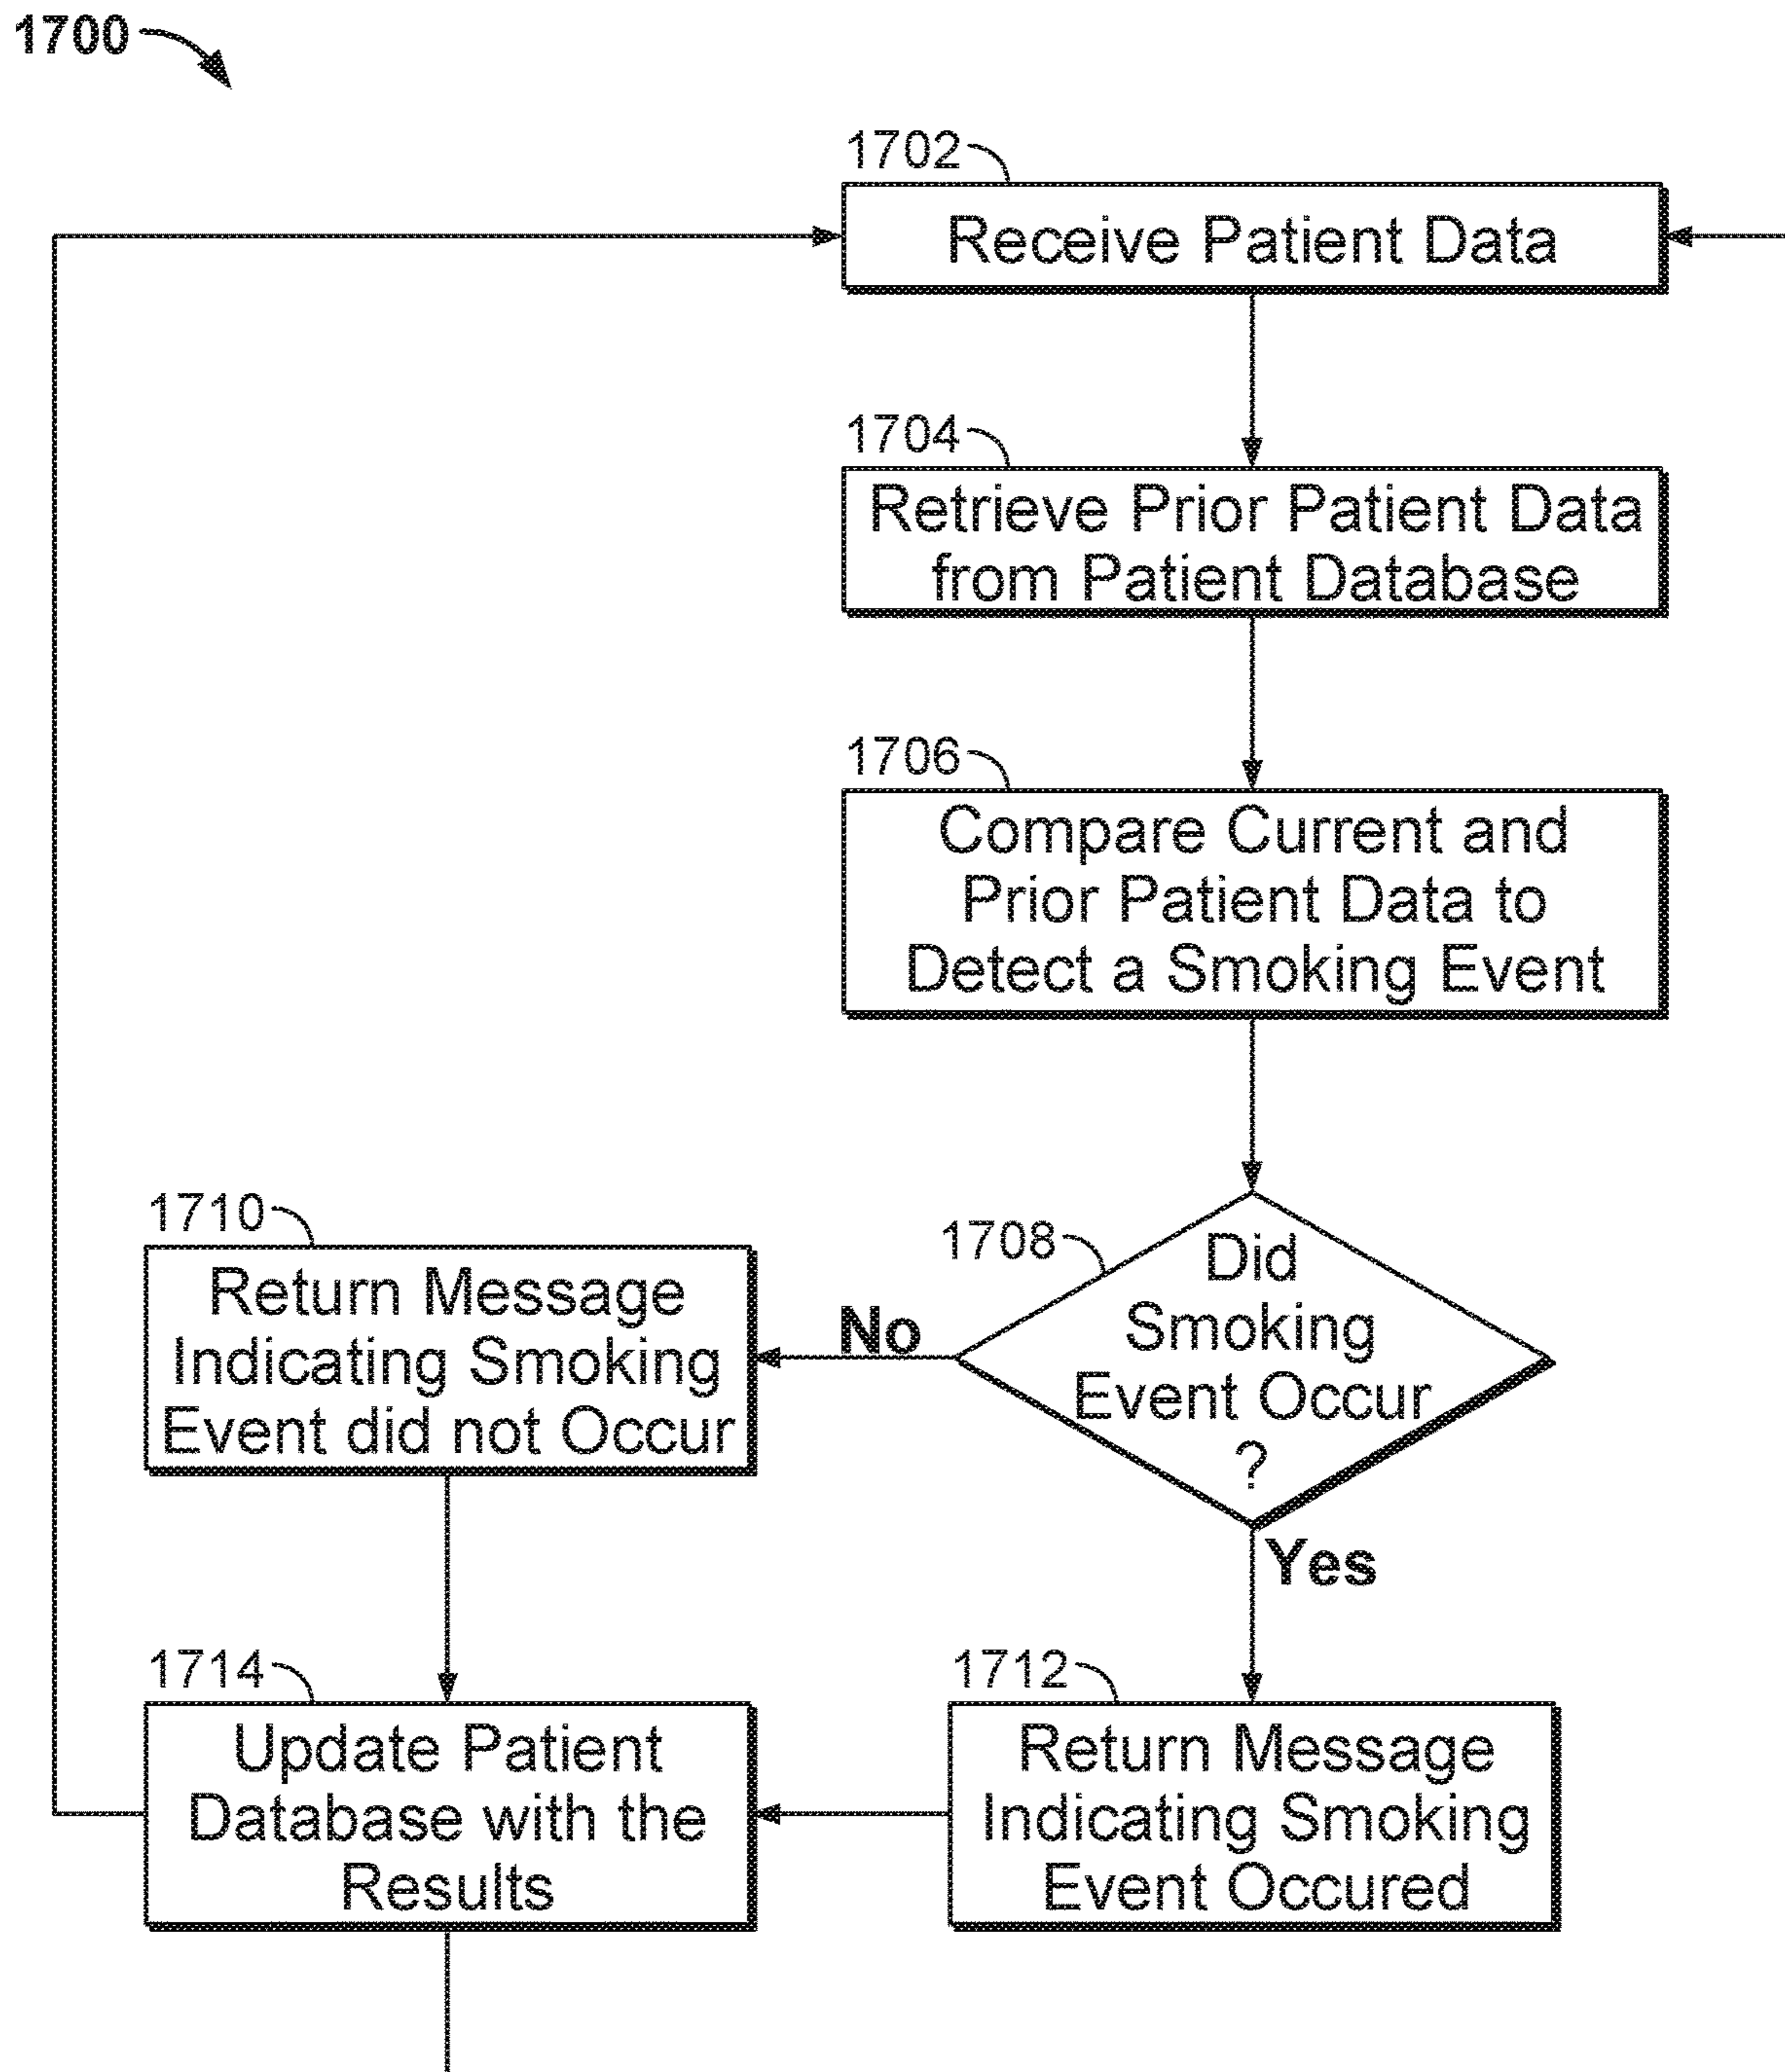 1700
1702
Receive Patient Data
1704
Retrieve Prior Patient Data
from Patient Database
1706
Compare Current and
Prior Patient Data to
Detect a Smoking Event
1708
Did
Smoking
Event Occur
?
No
Yes
1710
Return Message
Indicating Smoking
Event did not Occur
1712
Return Message
Indicating Smoking
Event Occured
1714
Update Patient
Database with the
Results